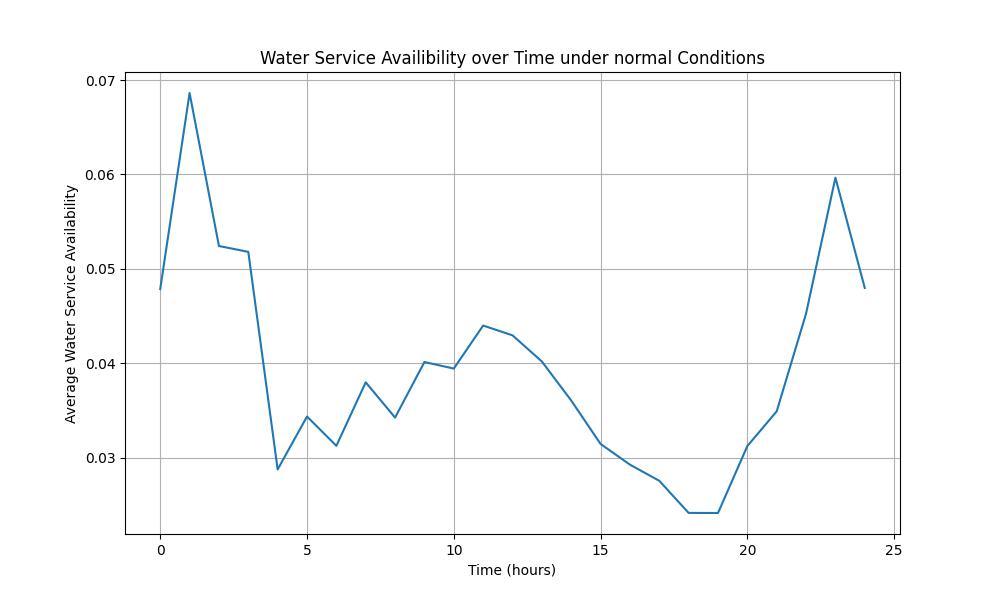 Water Service Availibility over Time under normal Conditions
0.07
0.06
0.05
0.04
0.03
Average Water Service Availability
0 5 10 15 20 25
Time (hours)